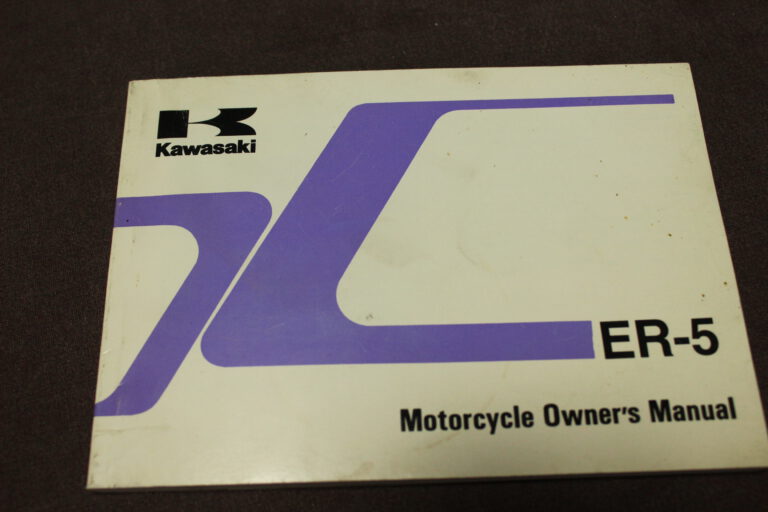 Kawasaki
ER-5
Motorcycle Owner's Manual